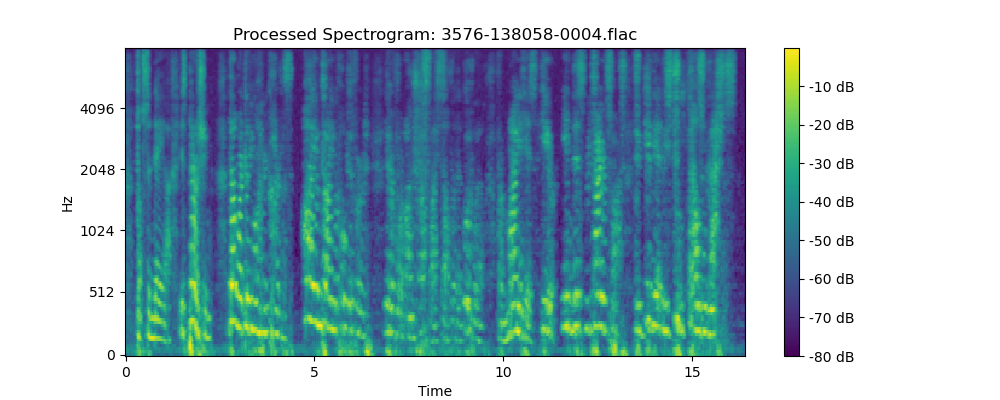 Processed Spectrogram: 3576-138058-0004.flac
Hz
4096
2048
1024
512
0
0 5 10 15
Time
-10 dB
-20 dB
-30 dB
-40 dB
-50 dB
-60 dB
-70 dB
-80 dB